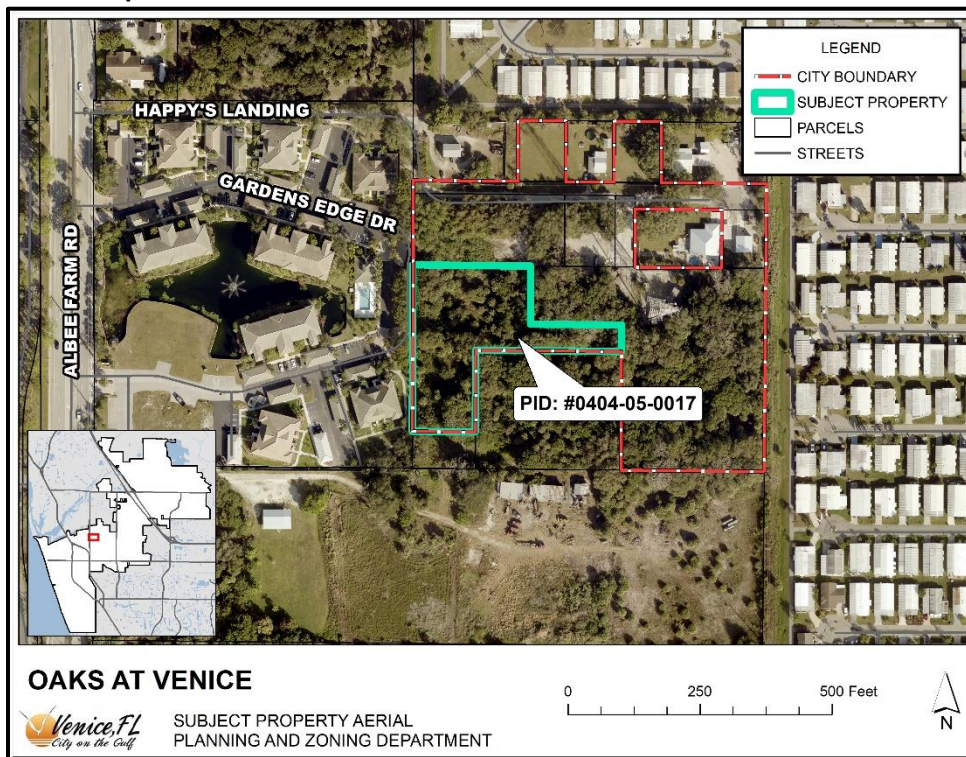 LEGEND
CITY BOUNDARY
SUBJECT PROPERTY
PARCELS
STREETS
HAPPY'S LANDING
GARDENS EDGE DR
ALBEE FARM RD
PID: #0404-05-0017
OAKS AT VENICE
0 250 500 Feet
N
Venice, FL
City on the Gulf
SUBJECT PROPERTY AERIAL
PLANNING AND ZONING DEPARTMENT